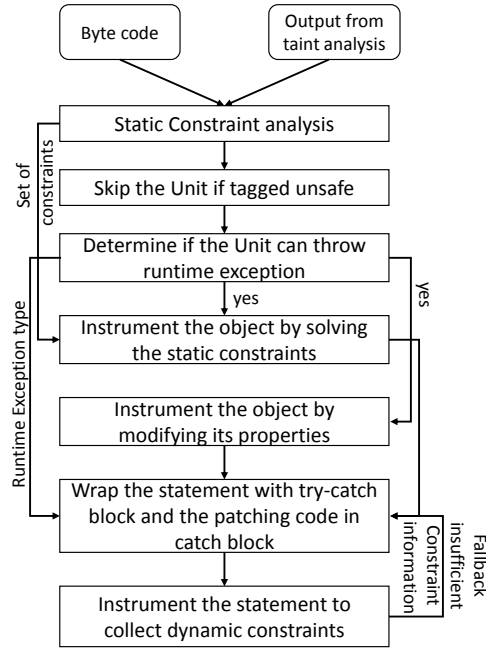 Byte code
Output from
taint analysis
Static Constraint analysis
Set of
constraints
Skip the Unit if tagged unsafe
Determine if the Unit can throw
runtime exception
yes
yes
Runtime Exception type
Instrument the object by solving
the static constraints
Instrument the object by
modifying its properties
Wrap the statement with try-catch
block and the patching code in
catch block
Fallback
insufficient
Constraint
information
Instrument the statement to
collect dynamic constraints